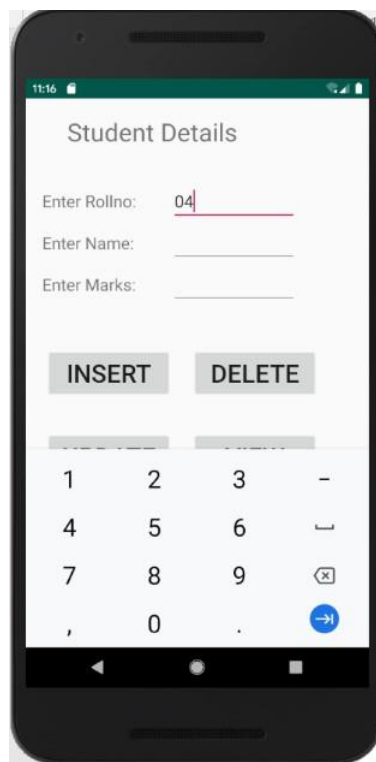 11:16
Student Details
Enter Rollno: 04
Enter Name:
Enter Marks:
INSERT DELETE
1 2 3 -
4 5 6
7 8 9
, 0 .